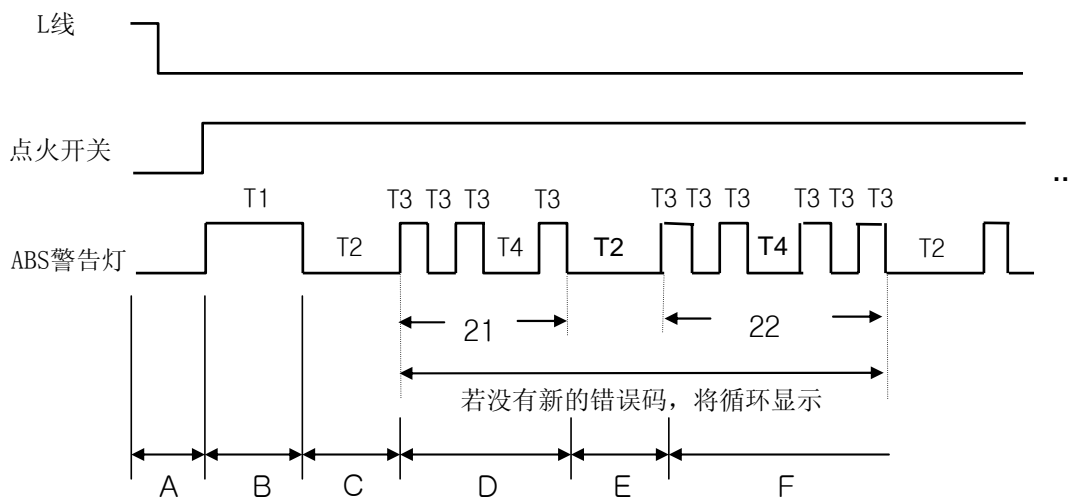 L线
点火开关
..
T1 T3 T3 T3 T3 T3 T3 T3 T3 T3 T3
ABS警告灯 T2 T4 T2 T4 T2
21 22
若没有新的错误码，将循环显示
A B C D E F